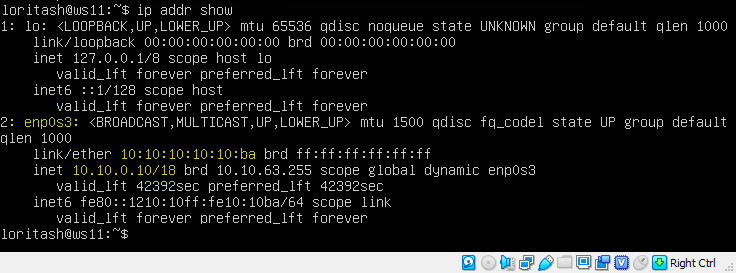 loritash@ws11:~$ ip addr show
1: lo: <LOOPBACK,UP,LOWER_UP> mtu 65536 qdisc noqueue state UNKNOWN group default qlen 1000
link/loopback 00:00:00:00:00:00 brd 00:00:00:00:00:00
inet 127.0.0.1/8 scope host lo
valid_lft forever preferred_lft forever
inet6 ::1/128 scope host
valid_lft forever preferred_lft forever
2: enp0s3: <BROADCAST,MULTICAST,UP,LOWER_UP> mtu 1500 qdisc fq_codel state UP group default
qlen 1000
link/ether 10:10:10:10:10:ba brd ff:ff:ff:ff:ff:ff
inet 10.10.0.10/18 brd 10.10.63.255 scope global dynamic enp0s3
valid_lft 42392sec preferred_lft 42392sec
inet6 fe80::1210:10ff:fe10:10ba/64 scope link
valid_lft forever preferred_lft forever
loritash@ws11:~$
Right Ctrl